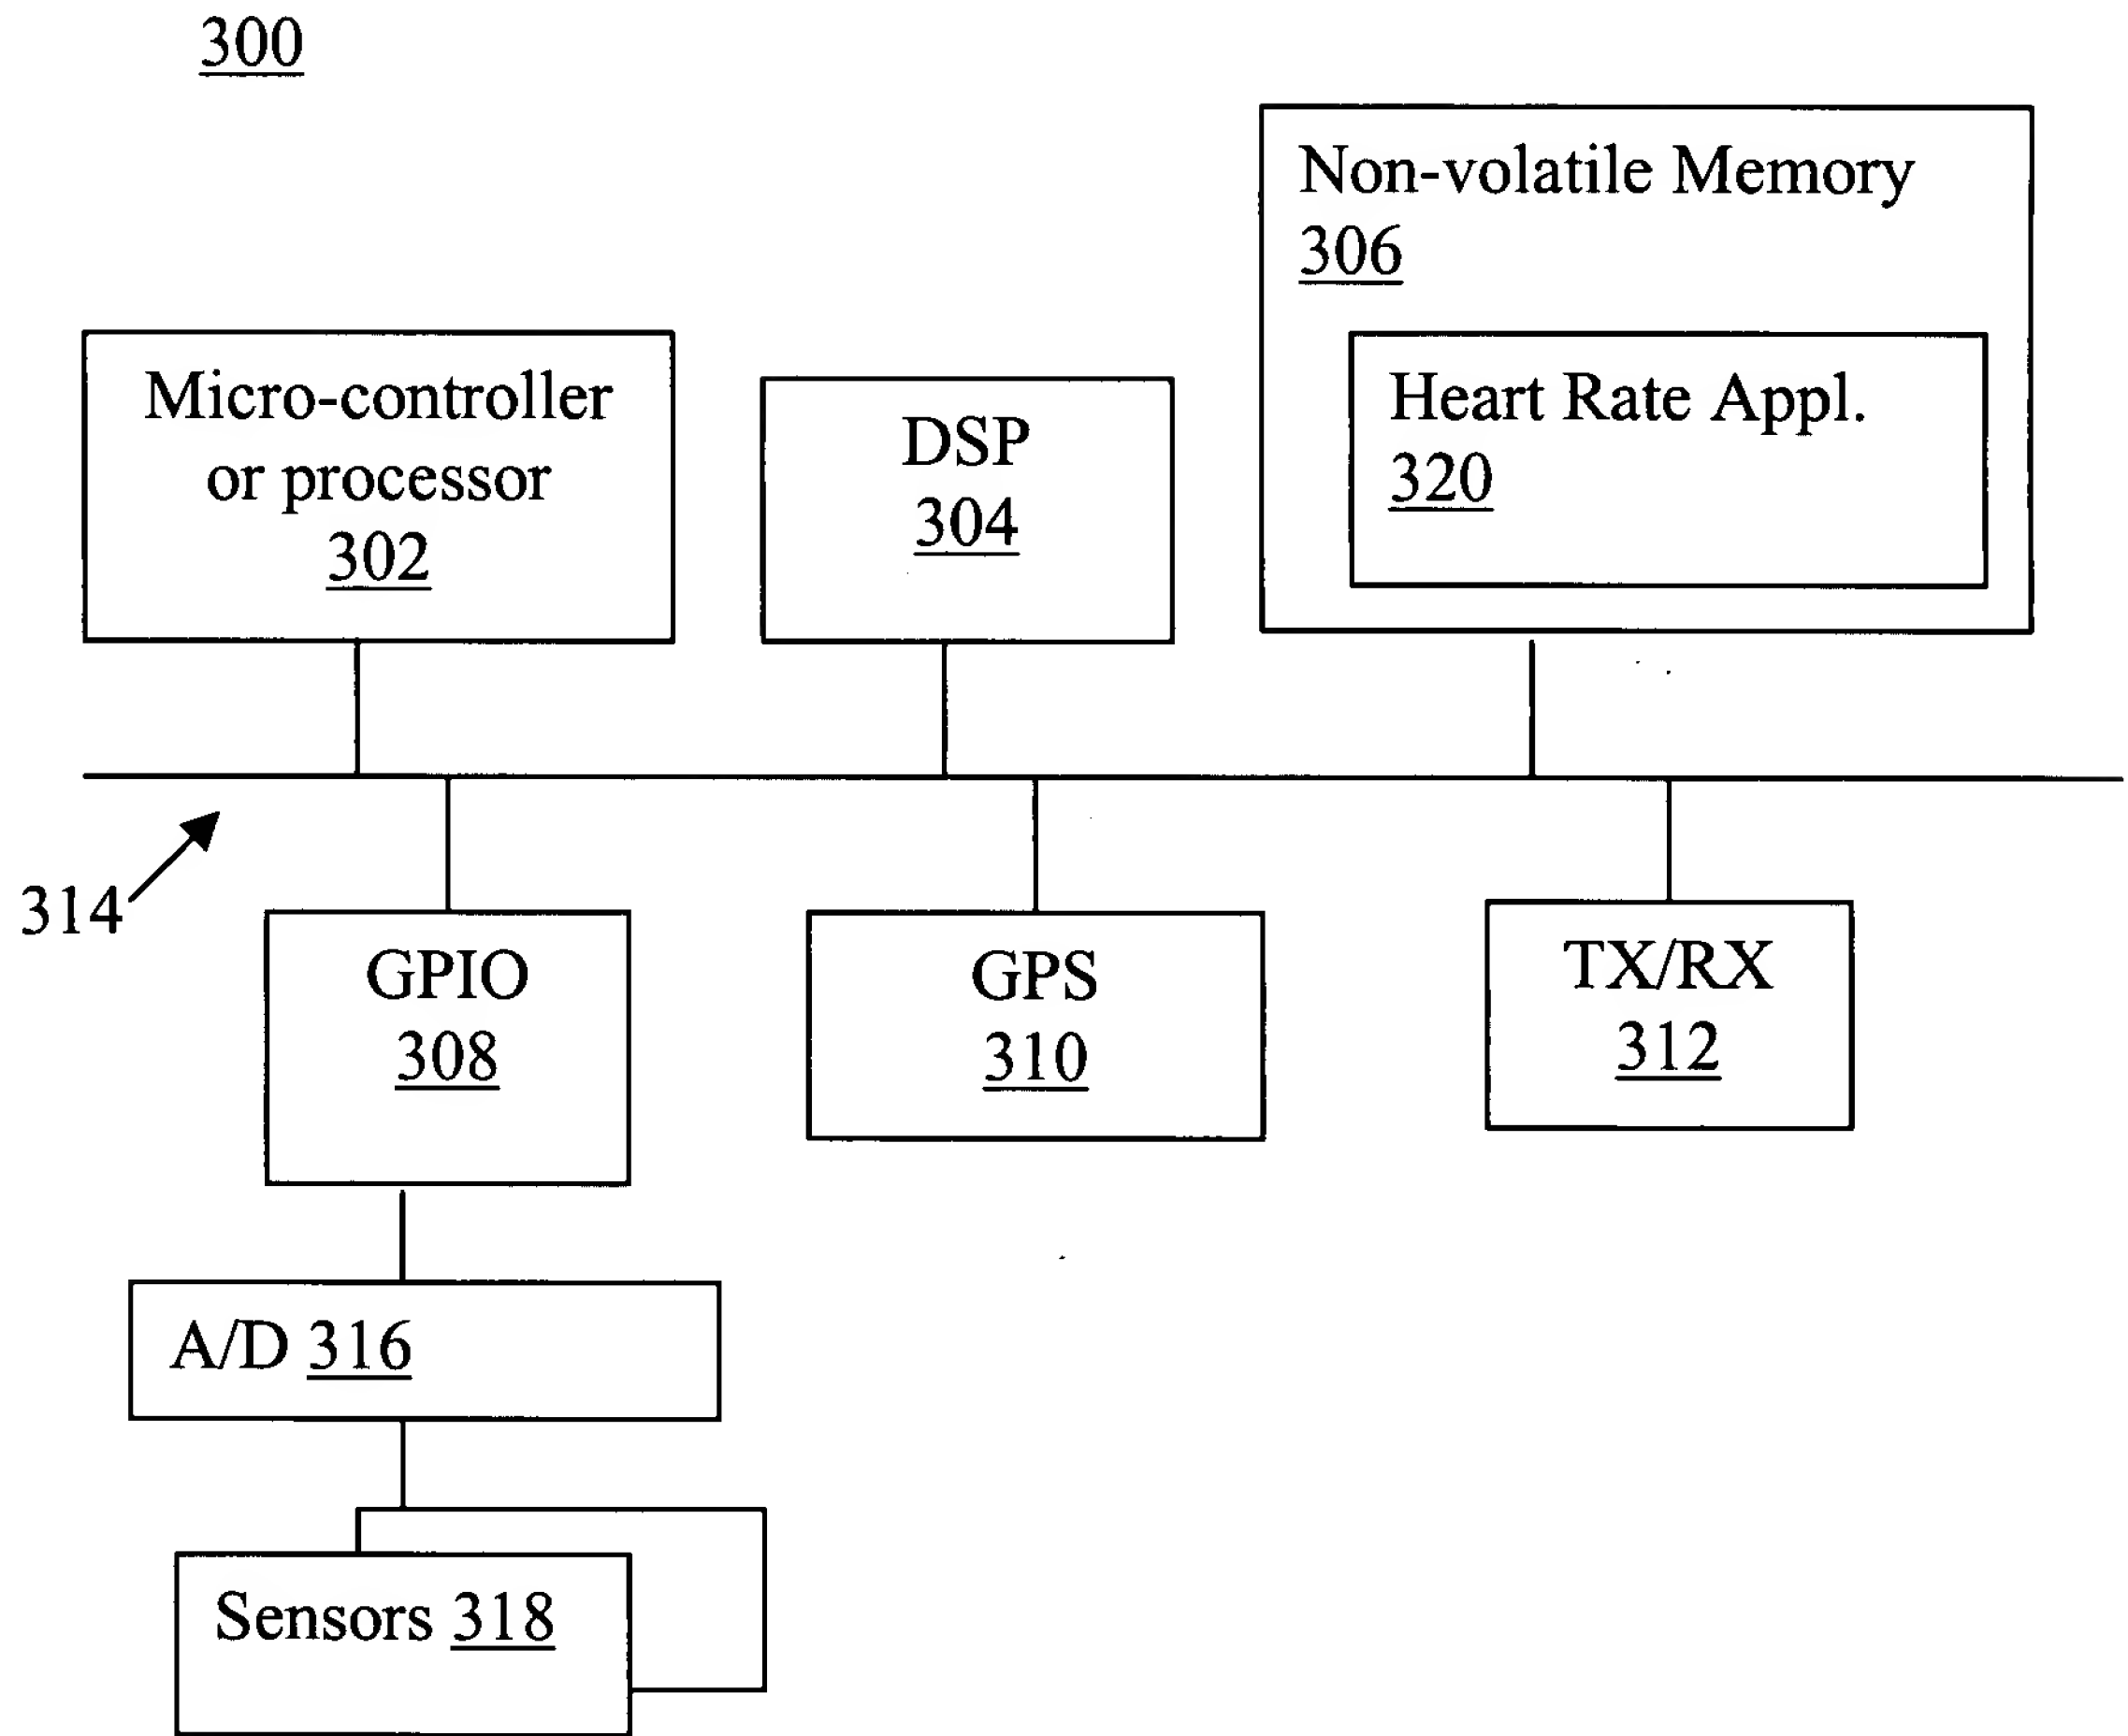 300
Non-volatile Memory
306
Heart Rate Appl.
320
Micro-controller
or processor
302
DSP
304
314
GPIO
308
GPS
310
TX/RX
312
A/D 316
Sensors 318